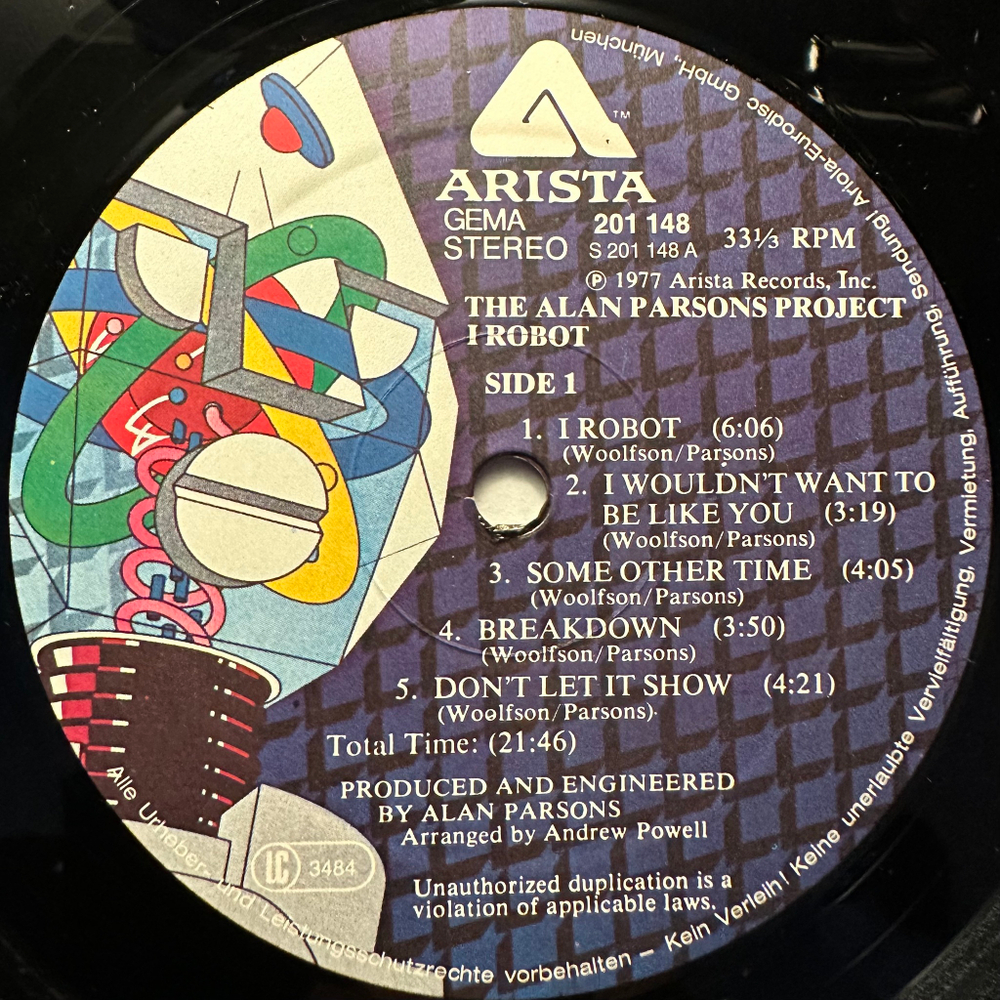 ARISTA™
GEMA
STEREO
201 148
S 201 148 A
33⅓ RPM
℗ 1977 Arista Records, Inc.
THE ALAN PARSONS PROJECT
I ROBOT
SIDE 1
1. I ROBOT (6:06)
(Woolfson/Parsons)
2. I WOULDN'T WANT TO
BE LIKE YOU (3:19)
(Woolfson/Parsons)
3. SOME OTHER TIME (4:05)
(Woolfson/Parsons)
4. BREAKDOWN (3:50)
(Woolfson/Parsons)
5. DON'T LET IT SHOW (4:21)
(Woolfson/Parsons)
Total Time: (21:46)
PRODUCED AND ENGINEERED
BY ALAN PARSONS
Arranged by Andrew Powell
LC 3484
Unauthorized duplication is a
violation of applicable laws.
Alle Urheber- und Leistungsschutzrechte vorbehalten – Kein Verleih! Keine unerlaubte Vervielfältigung, Vermietung, Aufführung, Sendung! Ariola-Eurodisc GmbH, München